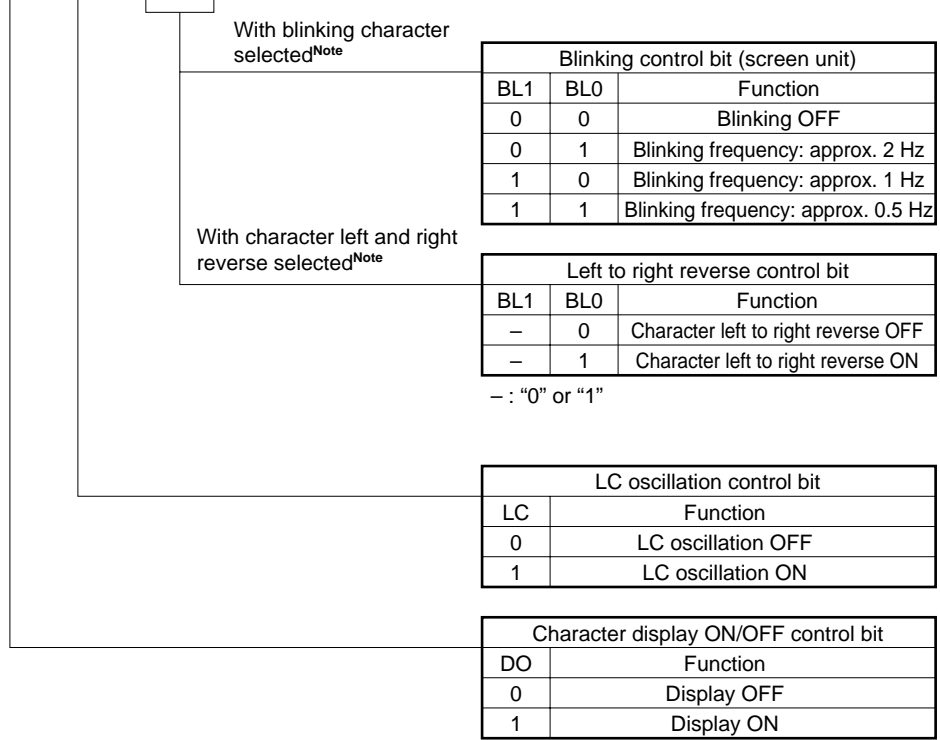 With blinking character
selectedNote
Blinking control bit (screen unit)
BL1 BL0 Function
0 0 Blinking OFF
0 1 Blinking frequency: approx. 2 Hz
1 0 Blinking frequency: approx. 1 Hz
1 1 Blinking frequency: approx. 0.5 Hz
With character left and right
reverse selectedNote
Left to right reverse control bit
BL1 BL0 Function
– 0 Character left to right reverse OFF
– 1 Character left to right reverse ON
– : “0” or “1”
LC oscillation control bit
LC Function
0 LC oscillation OFF
1 LC oscillation ON
Character display ON/OFF control bit
DO Function
0 Display OFF
1 Display ON